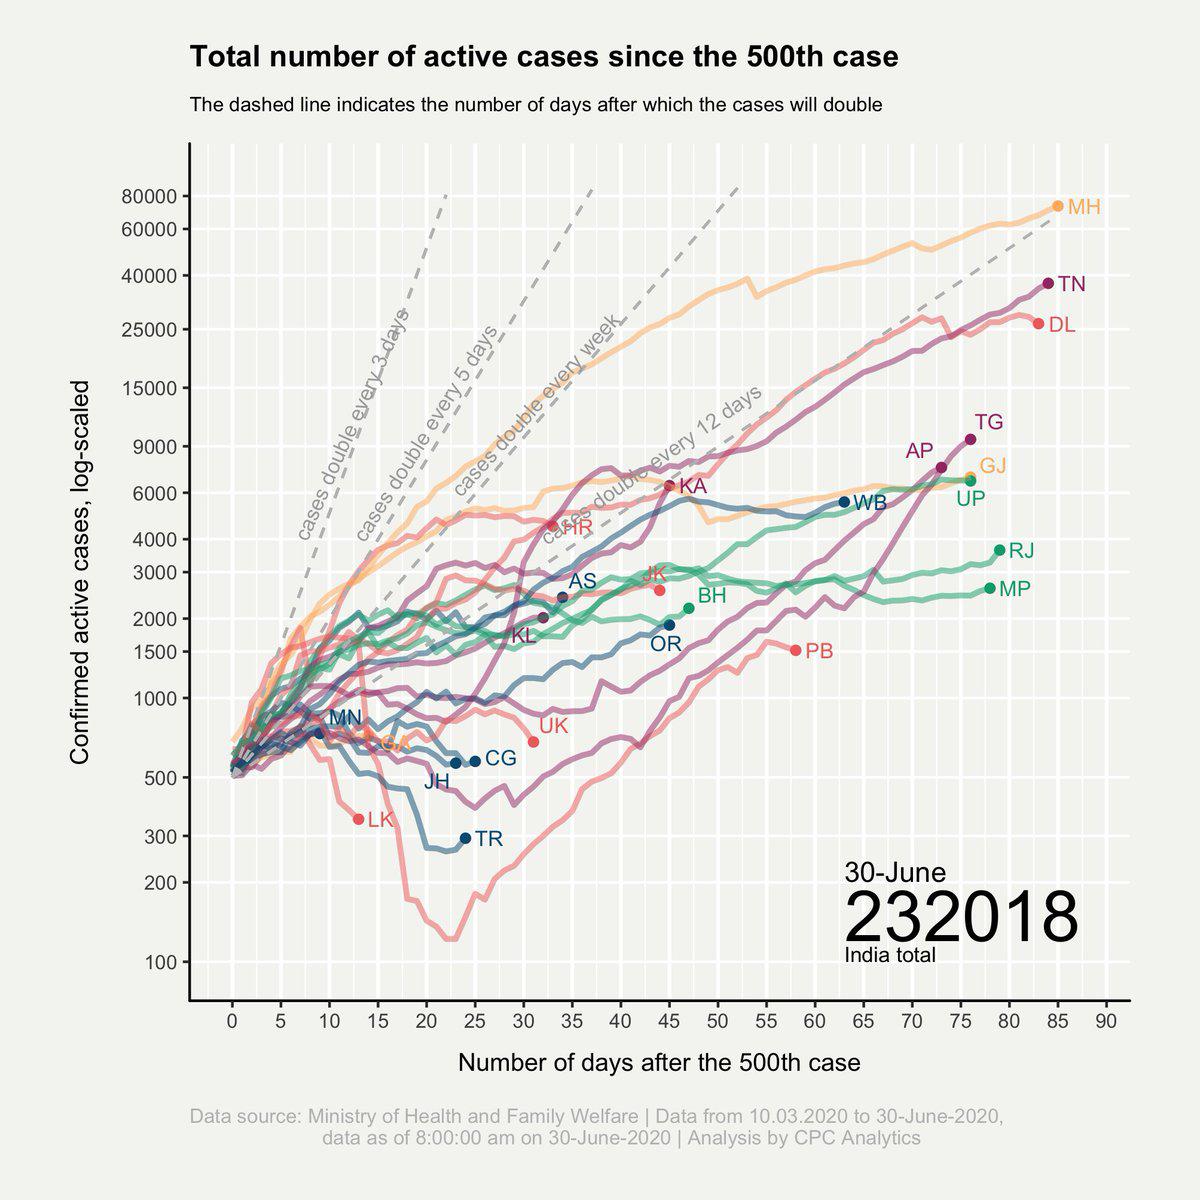 Total number of active cases since the 500th case
The dashed line indicates the number of days after which the cases will double
Confirmed active cases, log-scaled
80000
60000
40000
25000
15000
9000
6000
4000
3000
2000
1500
1000
500
300
200
100
cases double every 3 days
cases double every 5 days
cases double every week
cases double every 12 days
MH
TN
DL
TG
AP
GJ
UP
KA
WB
HR
RJ
JK
AS
MP
BH
KL
OR
PB
MN
UK
GA
CG
JH
LK
TR
30-June
232018
India total
0 5 10 15 20 25 30 35 40 45 50 55 60 65 70 75 80 85 90
Number of days after the 500th case
Data source: Ministry of Health and Family Welfare | Data from 10.03.2020 to 30-June-2020,
data as of 8:00:00 am on 30-June-2020 | Analysis by CPC Analytics